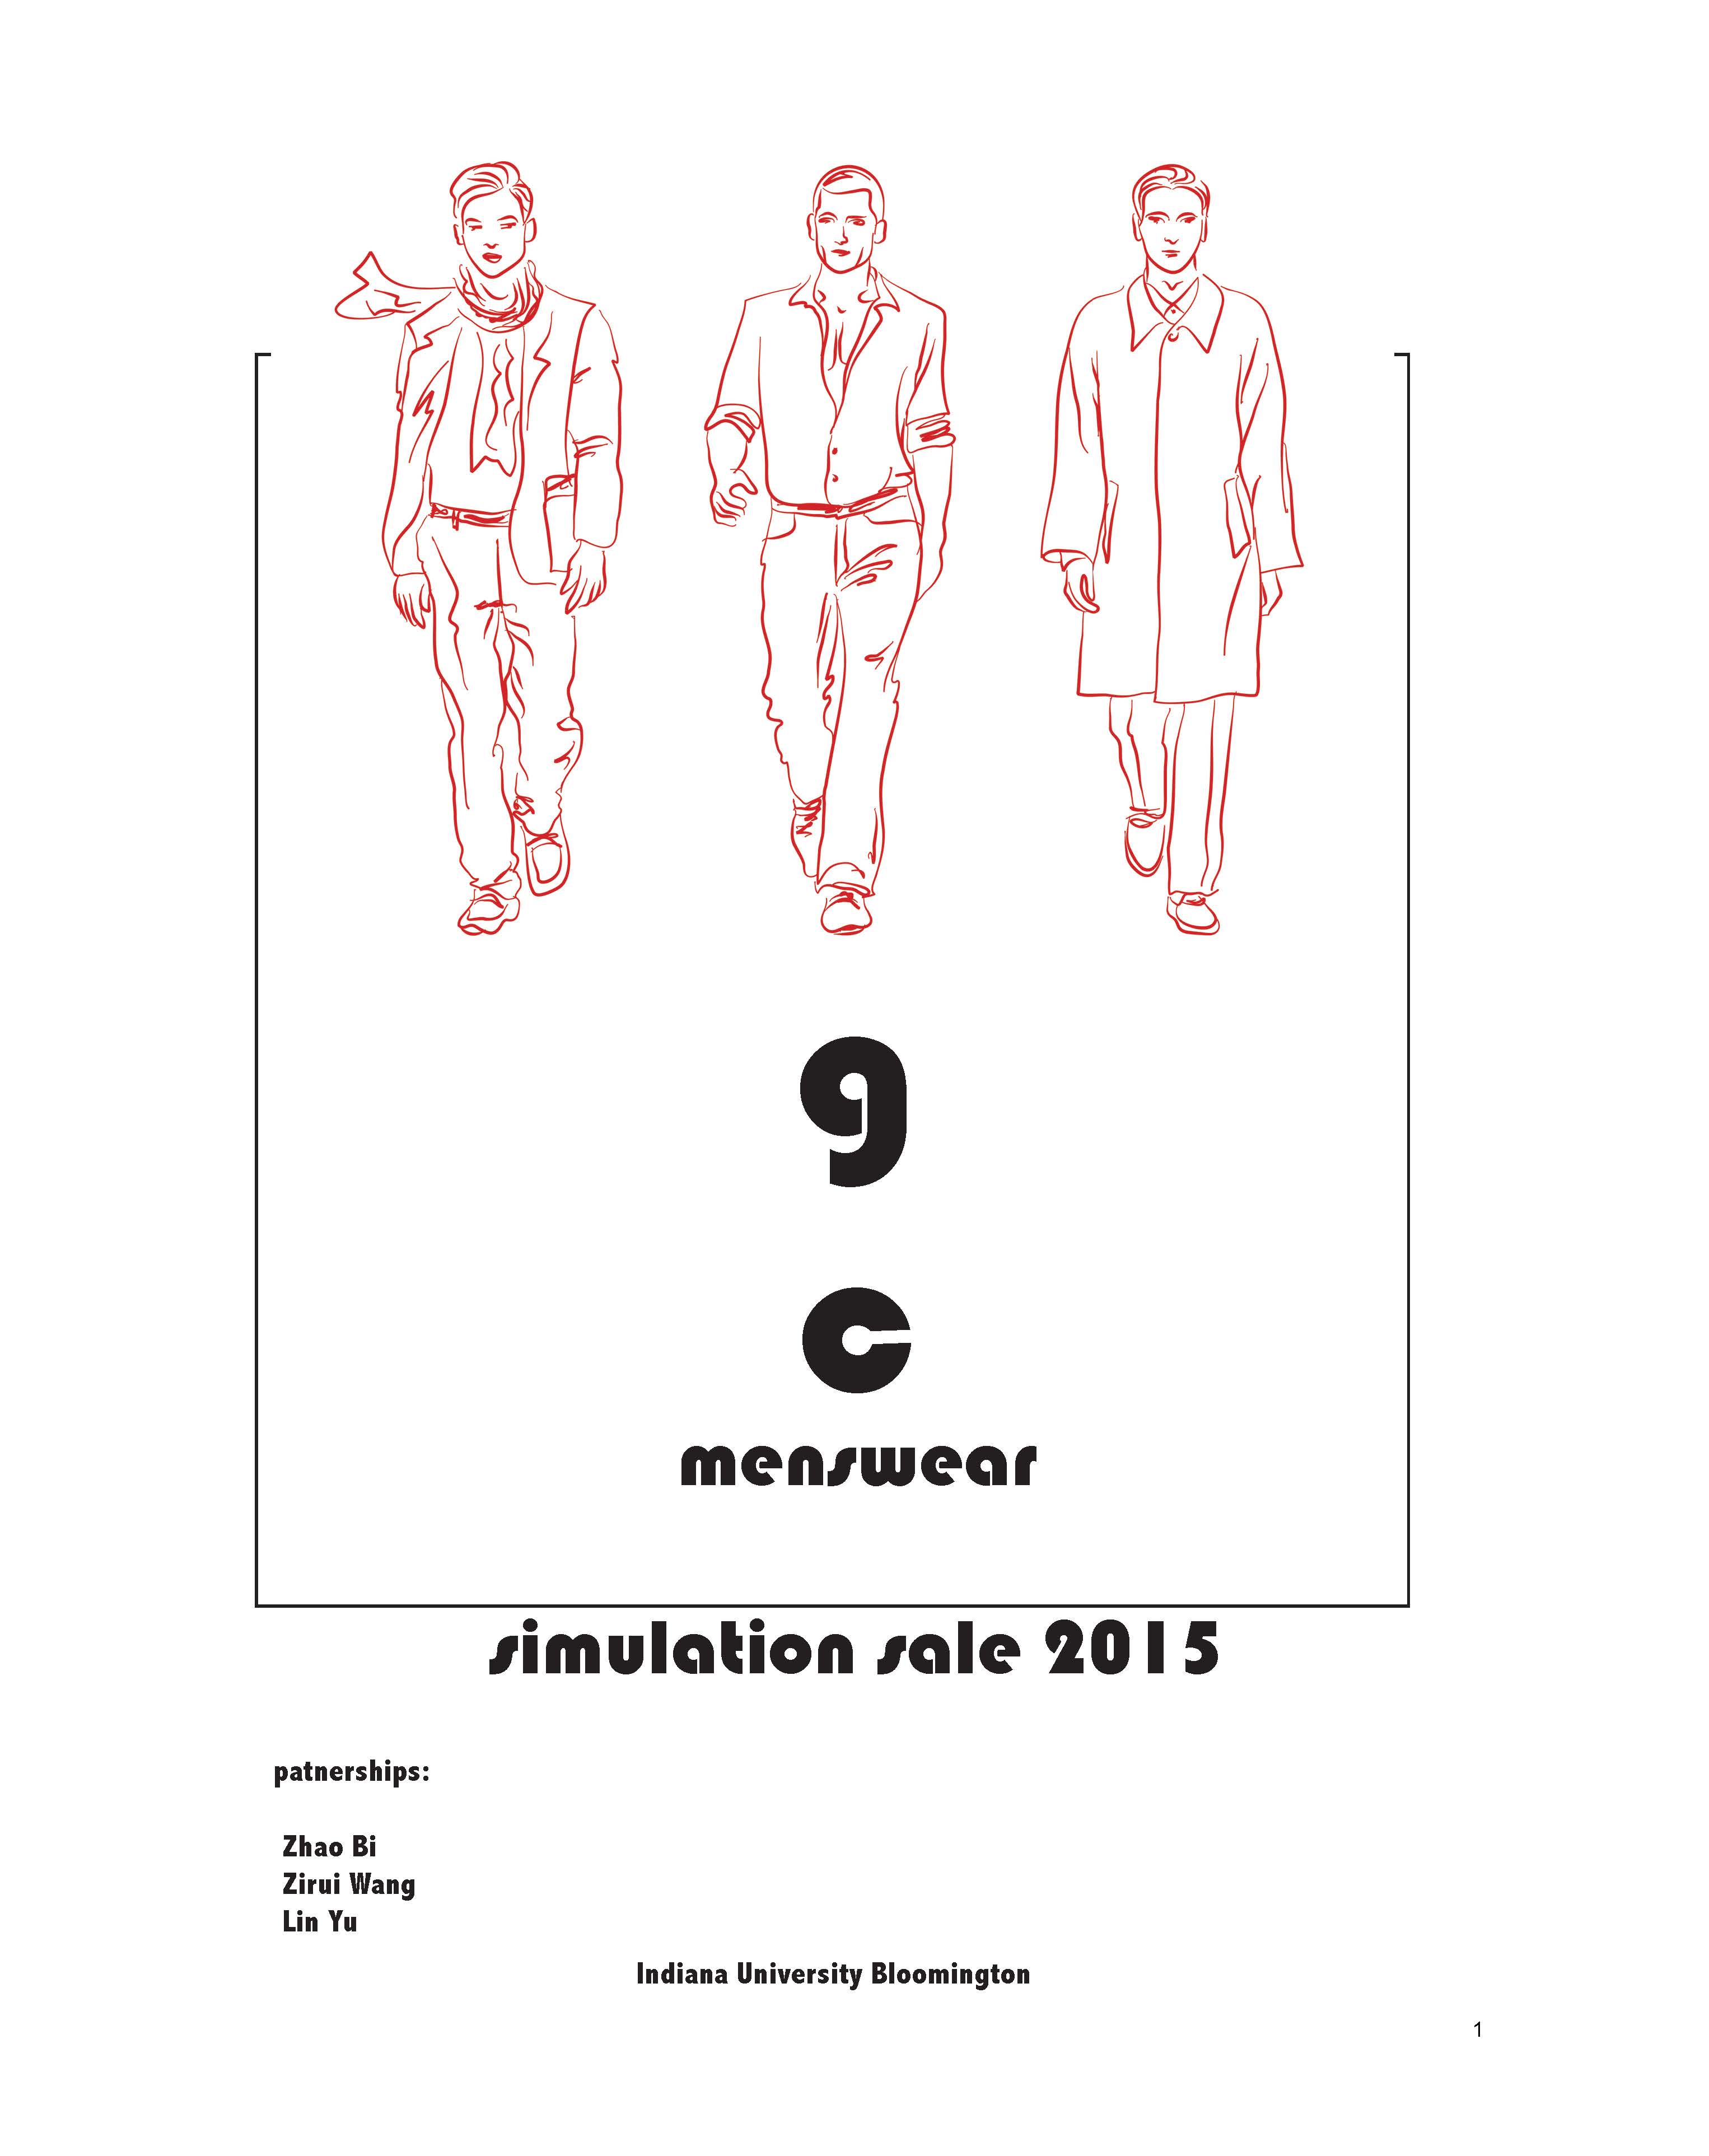 g
c
menswear
simulation sale 2015
patnerships:
Zhao Bi
Zirui Wang
Lin Yu
Indiana University Bloomington
1